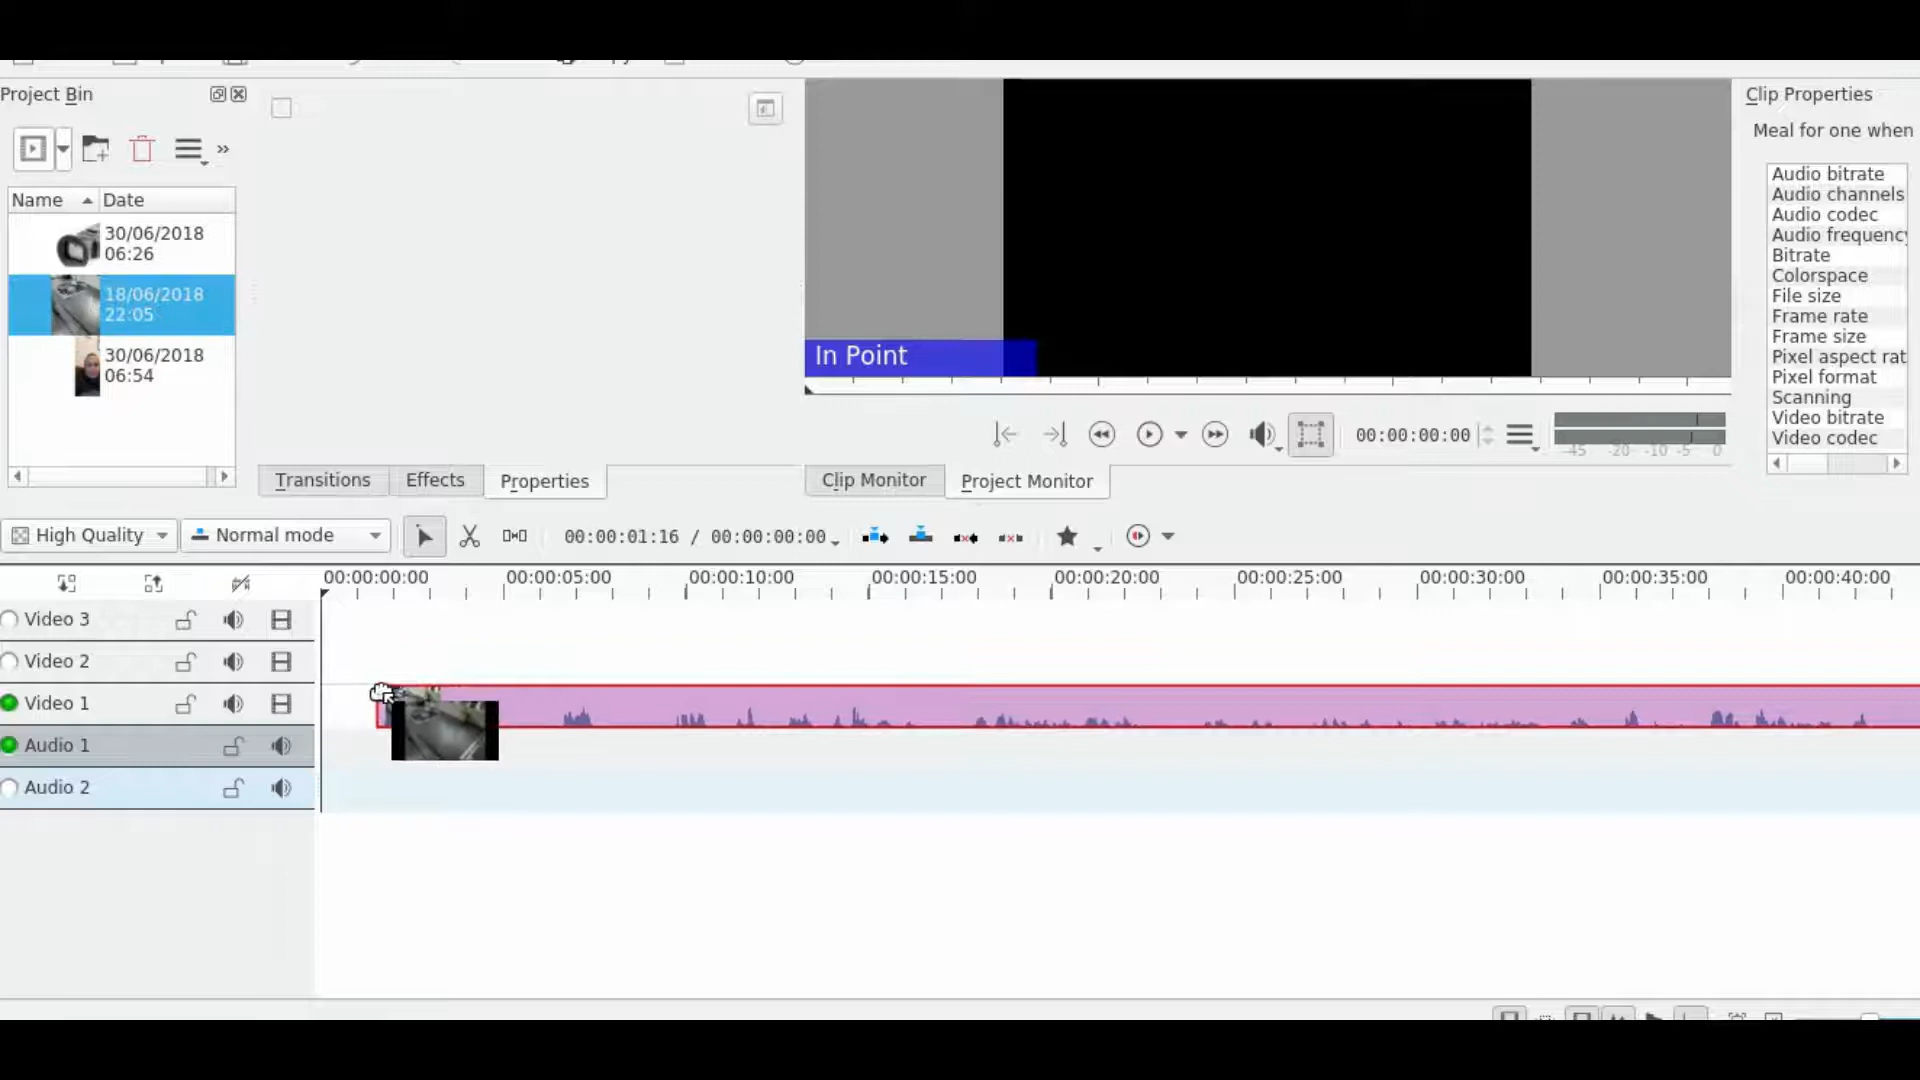 Project Bin
Name Date
30/06/2018
06:26
18/06/2018
22:05
30/06/2018
06:54
Transitions Effects Properties
In Point
00:00:00:00
-45 -20 -10 -5 0
Clip Monitor Project Monitor
Clip Properties
Meal for one when
Audio bitrate
Audio channels
Audio codec
Audio frequency
Bitrate
Colorspace
File size
Frame rate
Frame size
Pixel aspect rat
Pixel format
Scanning
Video bitrate
Video codec
High Quality Normal mode 00:00:01:16 / 00:00:00:00
00:00:00:00 00:00:05:00 00:00:10:00 00:00:15:00 00:00:20:00 00:00:25:00 00:00:30:00 00:00:35:00 00:00:40:00
Video 3
Video 2
Video 1
Audio 1
Audio 2